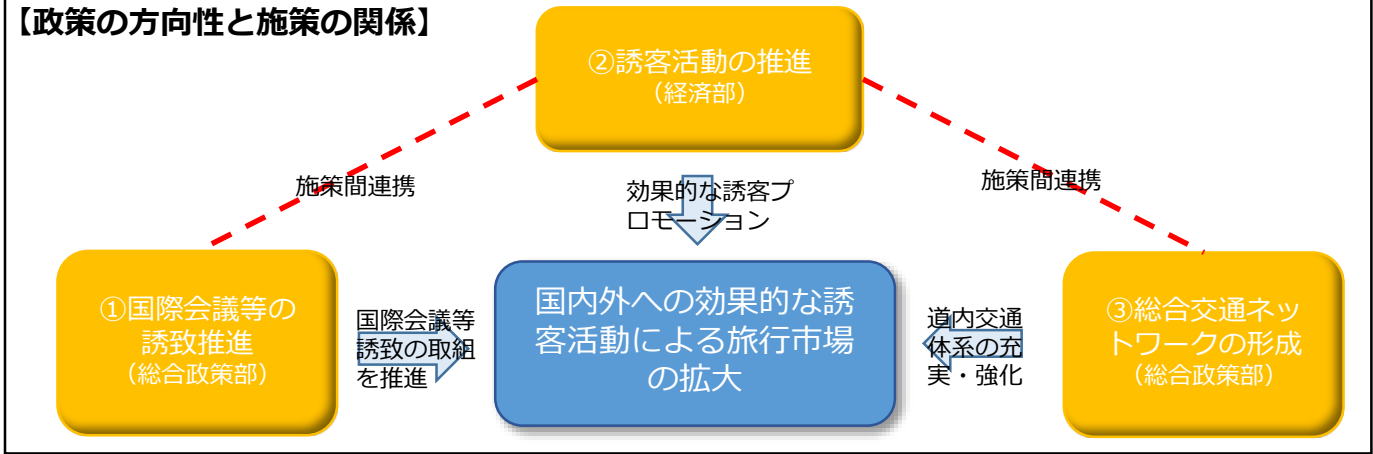 【政策の方向性と施策の関係】
②誘客活動の推進
（経済部）
施策間連携
効果的な誘客プ
ロモーション
施策間連携
①国際会議等の
誘致推進
（総合政策部）
国際会議等
誘致の取組
を推進
国内外への効果的な誘
客活動による旅行市場
の拡大
道内交通
体系の充
実・強化
③総合交通ネッ
トワークの形成
（総合政策部）